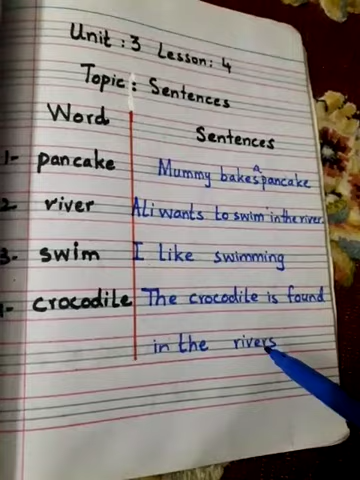 Unit : 3 Lesson : 4
Topic : Sentences
Word Sentences
1- pancake Mummy bakes a pancake
2- river Ali wants to swim in the river
3- swim I like swimming
4- crocodile The crocodile is found
in the rivers